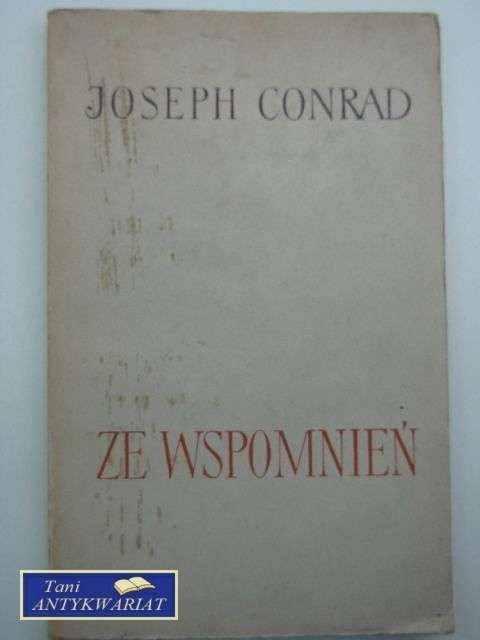 JOSEPH CONRAD
ZE WSPOMNIEŃ
Tani
ANTYKWARIAT